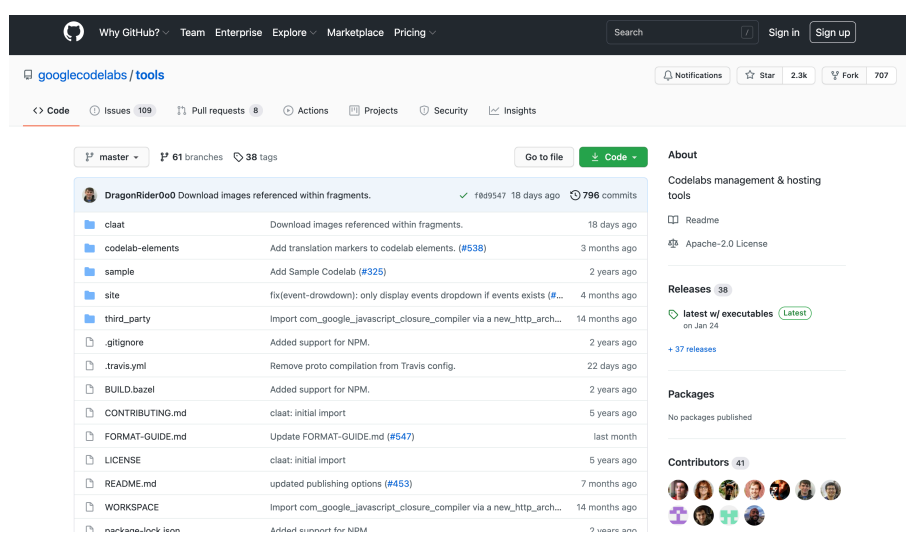 Why GitHub? Team Enterprise Explore Marketplace Pricing Search / Sign in Sign up
googlecodelabs / tools Notifications Star 2.3k Fork 707
<> Code Issues 109 Pull requests 8 Actions Projects Security Insights
master 61 branches 38 tags Go to file Code
DragonRider0o0 Download images referenced within fragments. f0d9547 18 days ago 796 commits
claat Download images referenced within fragments. 18 days ago
codelab-elements Add translation markers to codelab elements. (#538) 3 months ago
sample Add Sample Codelab (#325) 2 years ago
site fix(event-drowdown): only display events dropdown if events exists (#... 4 months ago
third_party Import com_google_javascript_closure_compiler via a new_http_arch... 14 months ago
.gitignore Added support for NPM. 2 years ago
.travis.yml Remove proto compilation from Travis config. 22 days ago
BUILD.bazel Added support for NPM. 2 years ago
CONTRIBUTING.md claat: initial import 5 years ago
FORMAT-GUIDE.md Update FORMAT-GUIDE.md (#547) last month
LICENSE claat: initial import 5 years ago
README.md updated publishing options (#453) 7 months ago
WORKSPACE Import com_google_javascript_closure_compiler via a new_http_arch... 14 months ago
package-lock.json Added support for NPM. 2 years ago
About
Codelabs management & hosting
tools
Readme
Apache-2.0 License
Releases 38
latest w/ executables Latest
on Jan 24
+ 37 releases
Packages
No packages published
Contributors 41